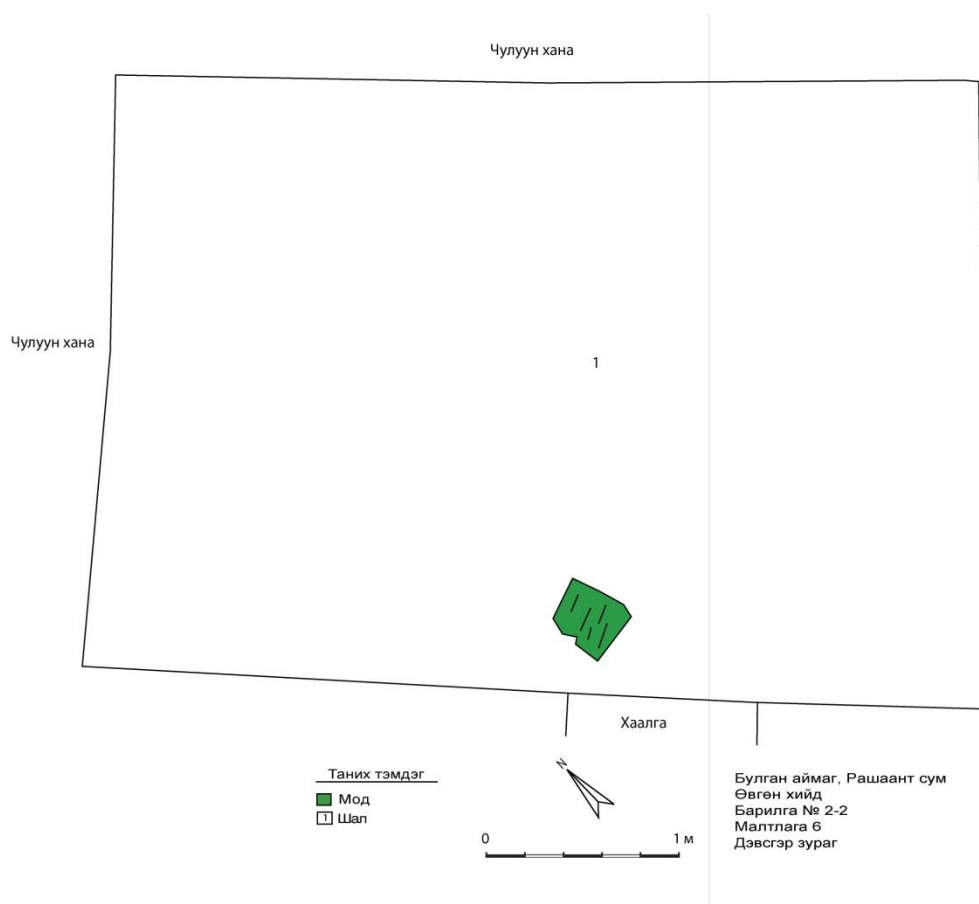 Чулуун хана
Чулуун хана
1
Хаалга
N
Таних тэмдэг
Мод
1 Шал
0 1 м
Булган аймаг, Рашаант сум
Өвгөн хийд
Барилга № 2-2
Малтлага 6
Дэвсгэр зураг